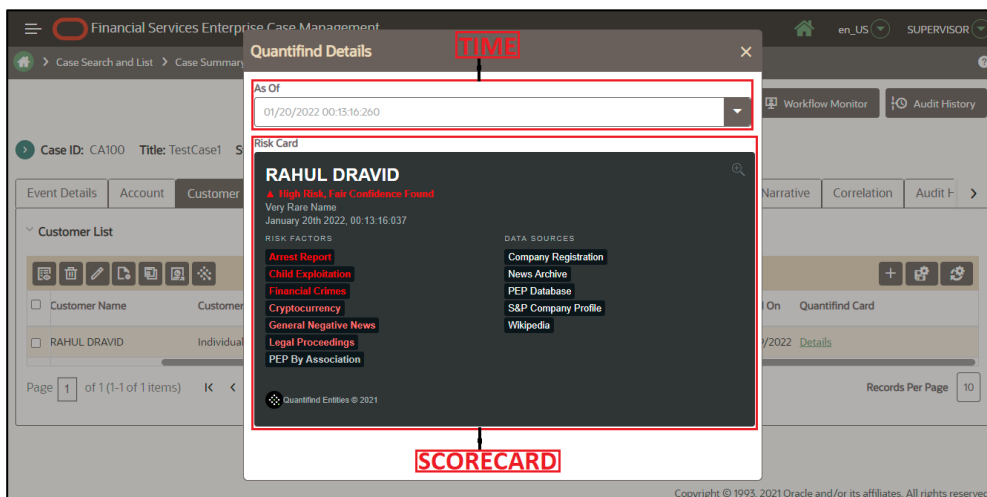 Financial Services Enterprise Case Management
en_US
SUPERVISOR
Case Search and List > Case Summary
Quantifind Details
TIME
As Of
01/20/2022 00:13:16:260
Workflow Monitor
Audit History
Case ID: CA100 Title: TestCase1
Risk Card
RAHUL DRAVID
High Risk, Fair Confidence Found
Very Rare Name
January 20th 2022, 00:13:16:037
Event Details
Account
Customer
Narrative
Correlation
Audit
RISK FACTORS
Arrest Report
Child Exploitation
Financial Crimes
Cryptocurrency
General Negative News
Legal Proceedings
PEP By Association
DATA SOURCES
Company Registration
News Archive
PEP Database
S&P Company Profile
Wikipedia
Quantifind Entities © 2021
Customer List
Customer Name
Customer
On
Quantifind Card
RAHUL DRAVID
Individual
/2022
Details
Page 1 of 1 (1-1 of 1 items)
Records Per Page 10
SCORECARD
Copyright © 1993, 2021 Oracle and/or its affiliates. All rights reserved